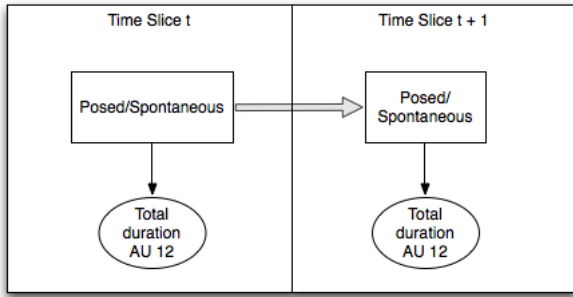 Time Slice t
Time Slice t + 1
Posed/Spontaneous
Posed/
Spontaneous
Total
duration
AU 12
Total
duration
AU 12